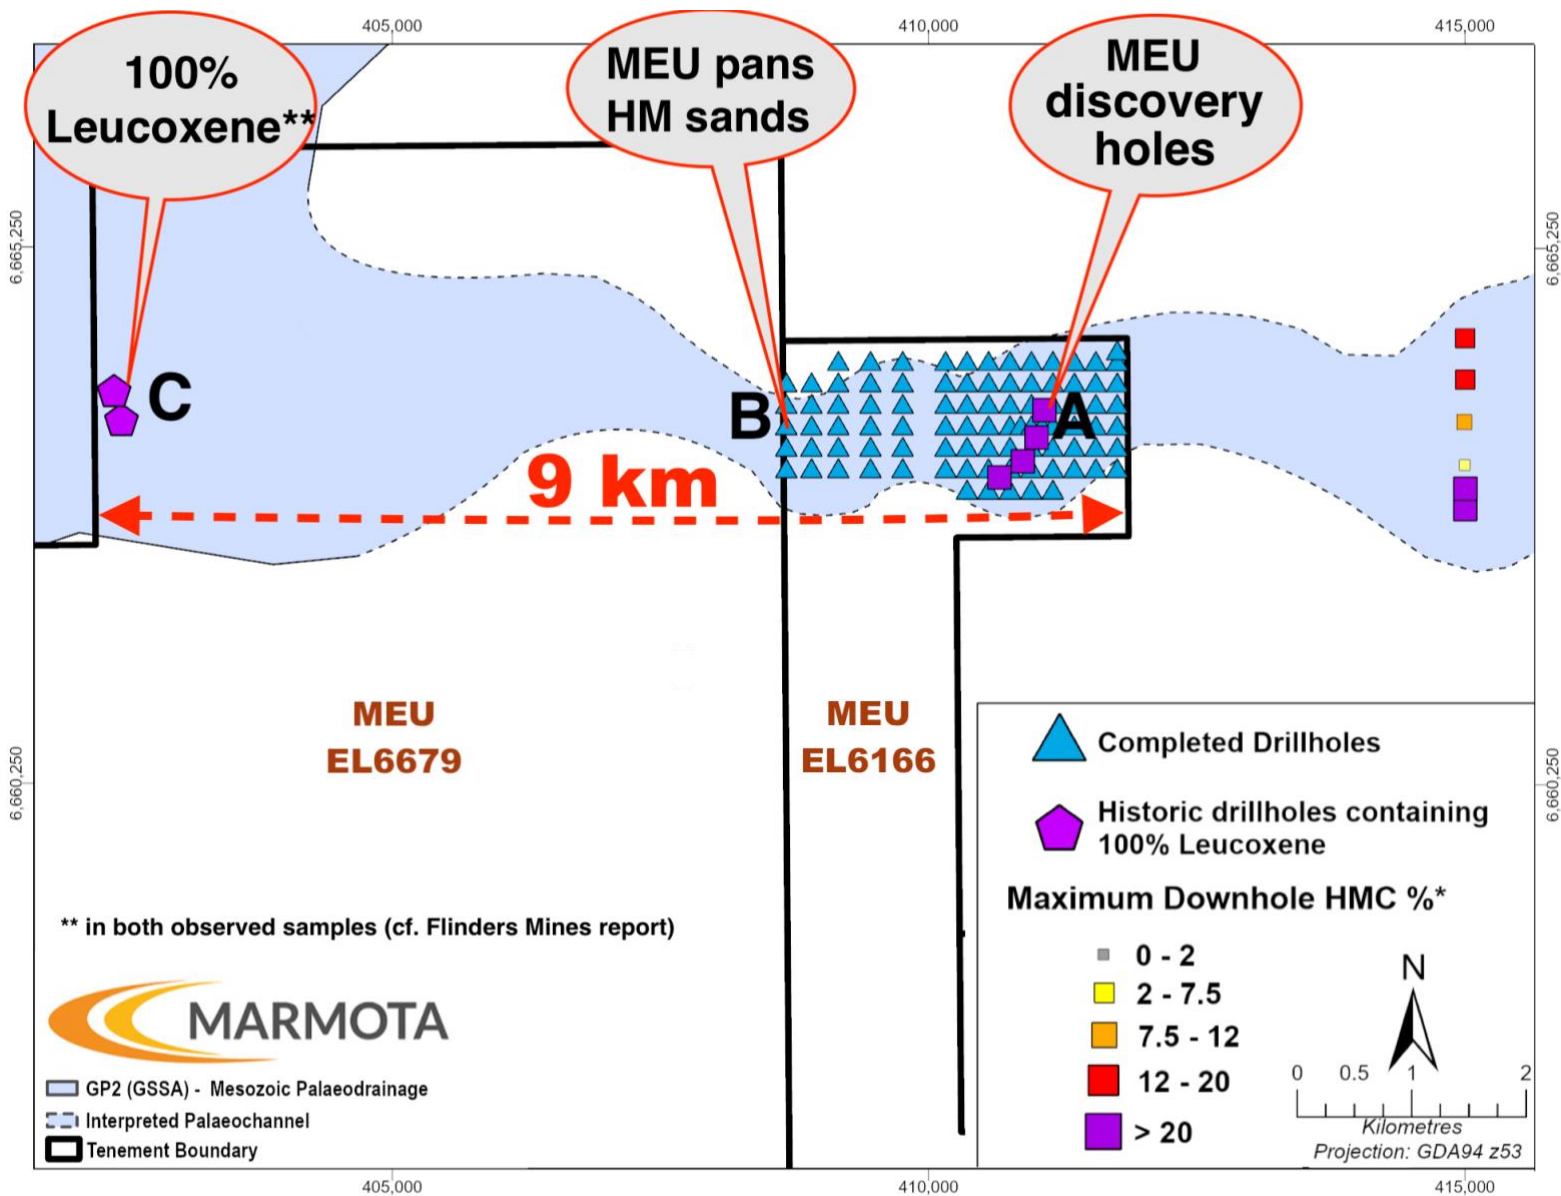 405,000
410,000
415,000
100%
Leucoxene**
MEU pans
HM sands
MEU
discovery
holes
6,665,250
6,665,250
C
B
A
9 km
MEU
EL6679
MEU
EL6166
6,660,250
6,660,250
Completed Drillholes
Historic drillholes containing
100% Leucoxene
Maximum Downhole HMC %*
0 - 2
2 - 7.5
7.5 - 12
12 - 20
> 20
N
0 0.5 1 2
Kilometres
Projection: GDA94 z53
** in both observed samples (cf. Flinders Mines report)
MARMOTA
GP2 (GSSA) - Mesozoic Palaeodrainage
Interpreted Palaeochannel
Tenement Boundary
405,000
410,000
415,000